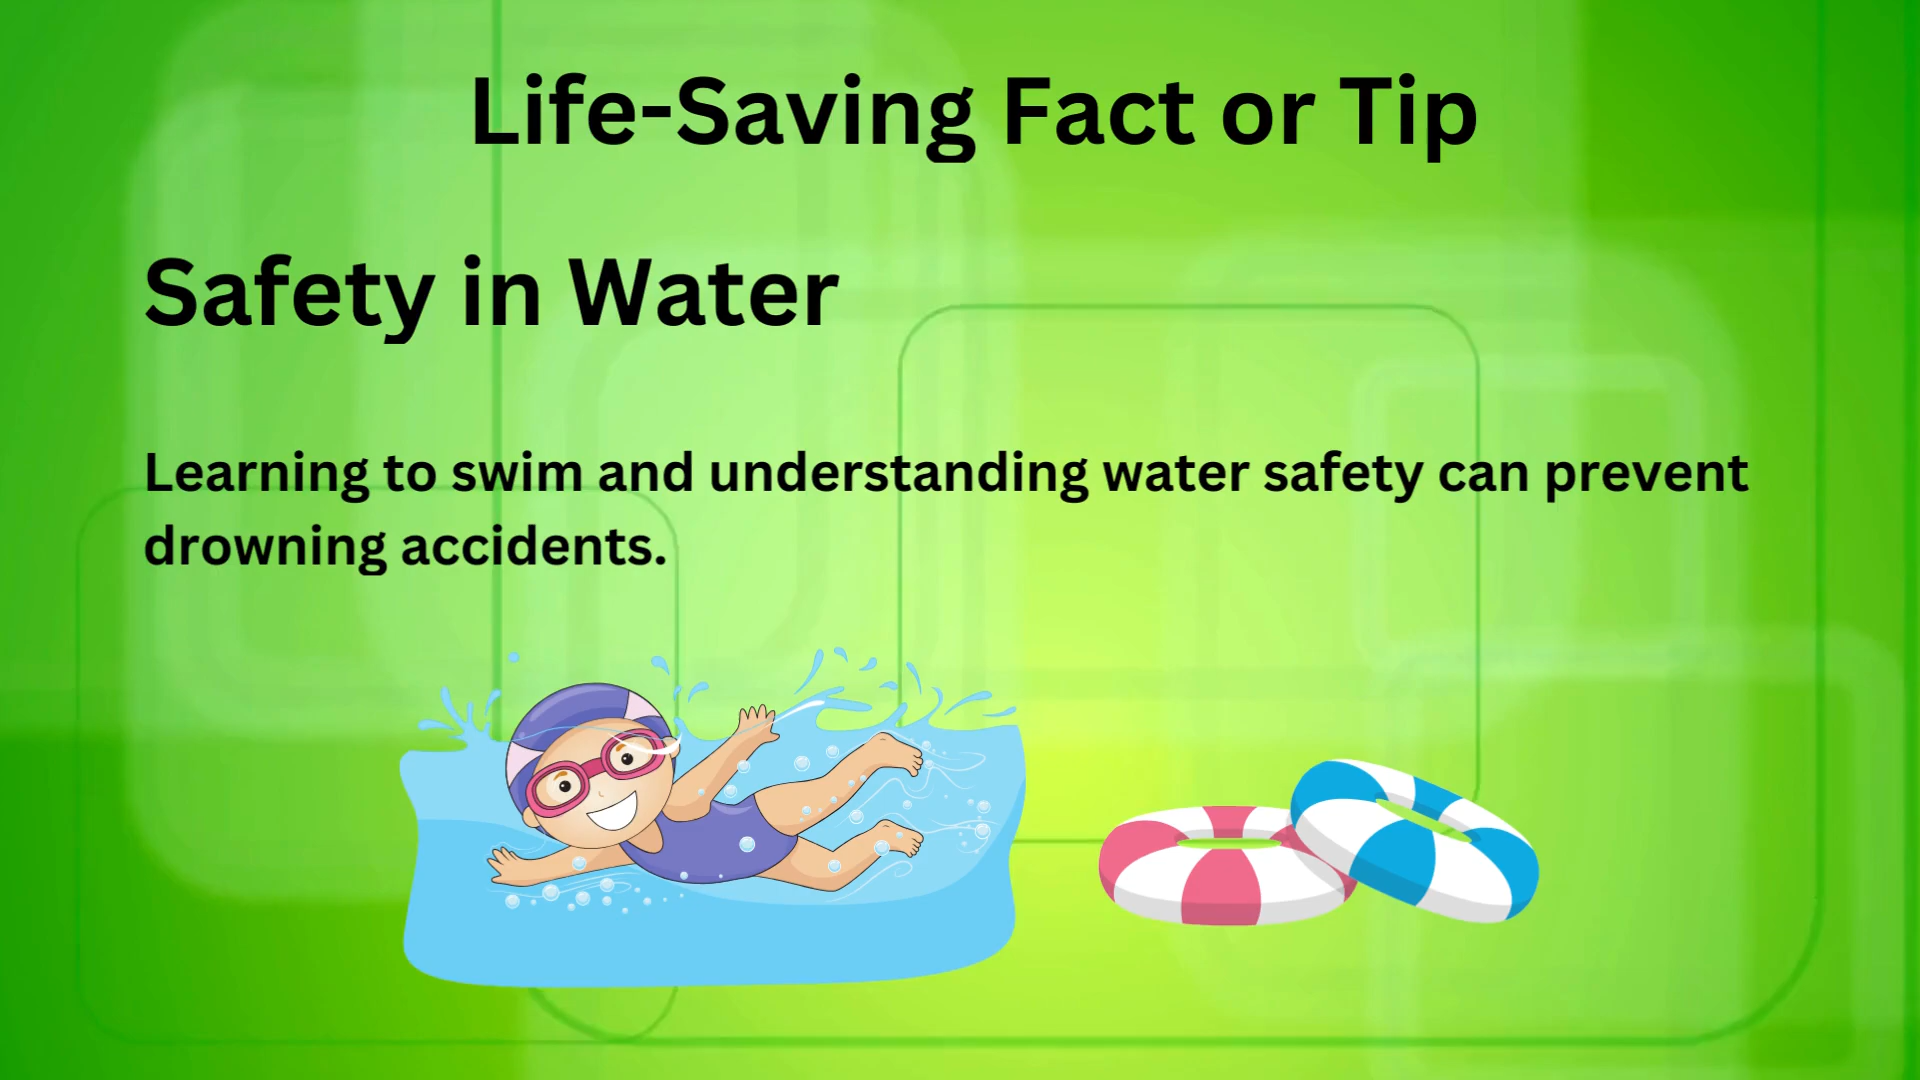 Life-Saving Fact or Tip
Safety in Water
Learning to swim and understanding water safety can prevent
drowning accidents.